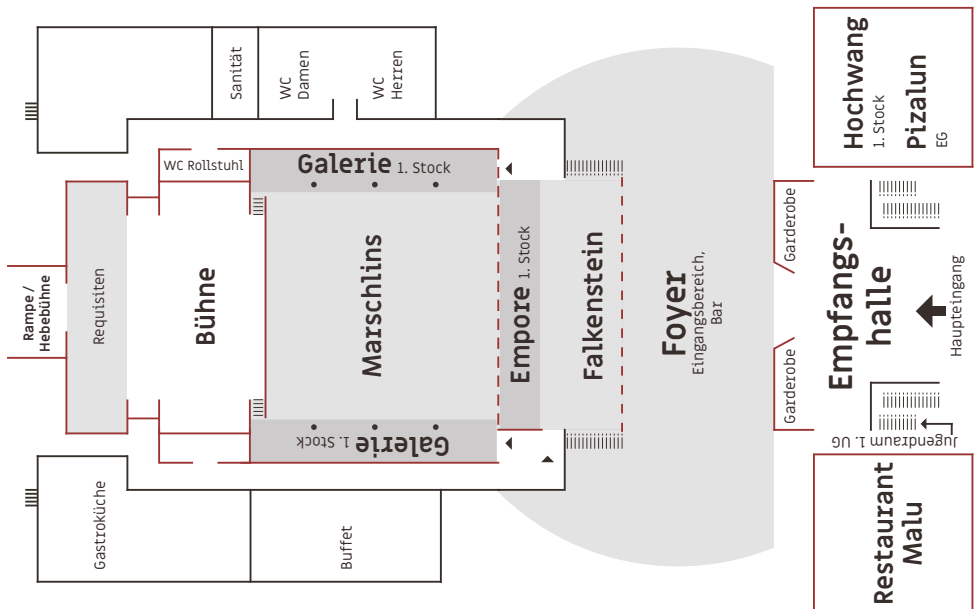 Rampe /
Hebebühne
Requisiten
Bühne
WC Rollstuhl
Sanität
WC
Damen
WC
Herren
Galerie 1. Stock
Marschlins
Galerie 1. Stock
Gastroküche
Buffet
Empore 1. Stock
Falkenstein
Foyer
Eingangsbereich,
Bar
Garderobe
Garderobe
Empfangs-
halle
Haupteingang
Jugendraum 1. UG
Hochwang
1. Stock
Pizalun
EG
Restaurant
Malu